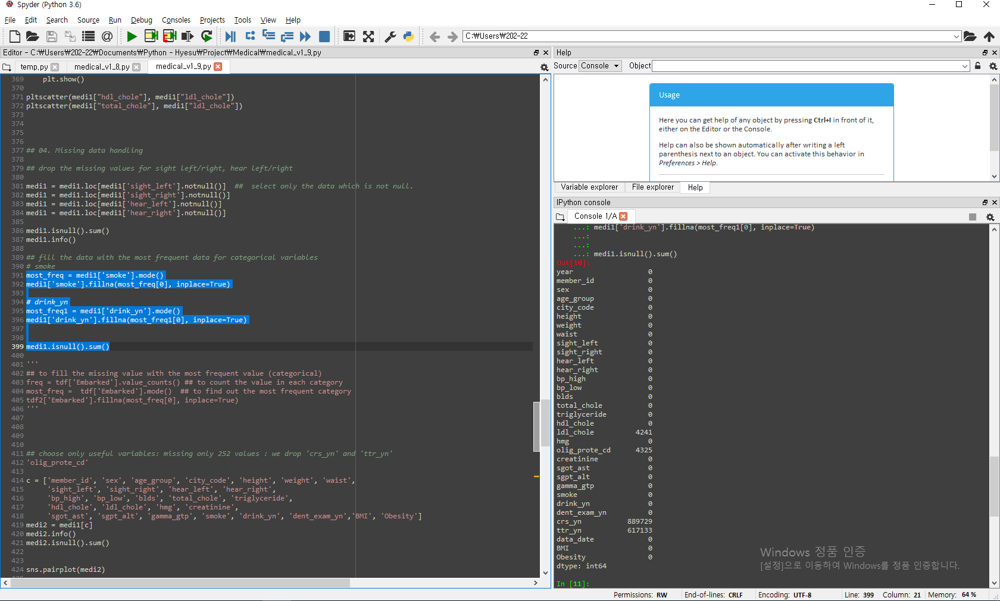 Spyder (Python 3.6)
File Edit Search Source Run Debug Consoles Projects Tools View Help
C:₩Users₩202-22
Editor - C:₩Users₩202-22₩Documents₩Python - Hyesu₩Project₩Medical₩medical_v1_9.py
temp.py medical_v1_8.py medical_v1_9.py
369 plt.show()
370
371 pltscatter(medi1["hdl_chole"], medi1["ldl_chole"])
372 pltscatter(medi1["total_chole"], medi1["ldl_chole"])
373
374
375
376
377 ## 04. Missing data handling
378
379 ## drop the missing values for sight left/right, hear left/right
380
381 medi1 = medi1.loc[medi1['sight_left'].notnull()]  ##  select only the data which is not null.
382 medi1 = medi1.loc[medi1['sight_right'].notnull()]
383 medi1 = medi1.loc[medi1['hear_left'].notnull()]
384 medi1 = medi1.loc[medi1['hear_right'].notnull()]
385
386 medi1.isnull().sum()
387 medi1.info()
388
389 ## fill the data with the most frequent data for categorical variables
390 # smoke
391 most_freq = medi1['smoke'].mode()
392 medi1['smoke'].fillna(most_freq[0], inplace=True)
393
394 # drink_yn
395 most_freq1 = medi1['drink_yn'].mode()
396 medi1['drink_yn'].fillna(most_freq1[0], inplace=True)
397
398
399 medi1.isnull().sum()
400
401 '''
402 ## to fill the missing value with the most frequent value (categorical)
403 freq = tdf['Embarked'].value_counts() ## to count the value in each category
404 most_freq =  tdf['Embarked'].mode()  ## to find out the most frequent category
405 tdf2['Embarked'].fillna(most_freq[0], inplace=True)
406 '''
407
408
409
410
411 ## choose only useful variables: missing only 252 values : we drop 'crs_yn' and 'ttr_yn'
412 'olig_prote_cd'
413
414 c = ['member_id', 'sex', 'age_group', 'city_code', 'height', 'weight', 'waist',
415 'sight_left', 'sight_right', 'hear_left', 'hear_right',
416 'bp_high', 'bp_low', 'blds', 'total_chole', 'triglyceride',
417 'hdl_chole', 'ldl_chole', 'hmg', 'creatinine',
418 'sgot_ast', 'sgpt_alt', 'gamma_gtp', 'smoke', 'drink_yn', 'dent_exam_yn','BMI', 'Obesity']
419 medi2 = medi1[c]
420 medi2.info()
421 medi2.isnull().sum()
422
423
424 sns.pairplot(medi2)
Help
Source Console Object
Usage
Here you can get help of any object by pressing Ctrl+I in front of it,
either on the Editor or the Console.
Help can also be shown automatically after writing a left
parenthesis next to an object. You can activate this behavior in
Preferences > Help.
Variable explorer File explorer Help
IPython console
Console 1/A
...: medi1['drink_yn'].fillna(most_freq1[0], inplace=True)
...:
...:
...: medi1.isnull().sum()
Out[10]:
year 0
member_id 0
sex 0
age_group 0
city_code 0
height 0
weight 0
waist 0
sight_left 0
sight_right 0
hear_left 0
hear_right 0
bp_high 0
bp_low 0
blds 0
total_chole 0
triglyceride 0
hdl_chole 0
ldl_chole 4241
hmg 0
olig_prote_cd 4325
creatinine 0
sgot_ast 0
sgpt_alt 0
gamma_gtp 0
smoke 0
drink_yn 0
dent_exam_yn 0
crs_yn 889729
ttr_yn 617133
data_date 0
BMI 0
Obesity 0
dtype: int64
In [11]:
Windows 정품 인증
[설정]으로 이동하여 Windows를 정품 인증합니다.
Permissions: RW End-of-lines: CRLF Encoding: UTF-8 Line: 399 Column: 21 Memory: 64 %